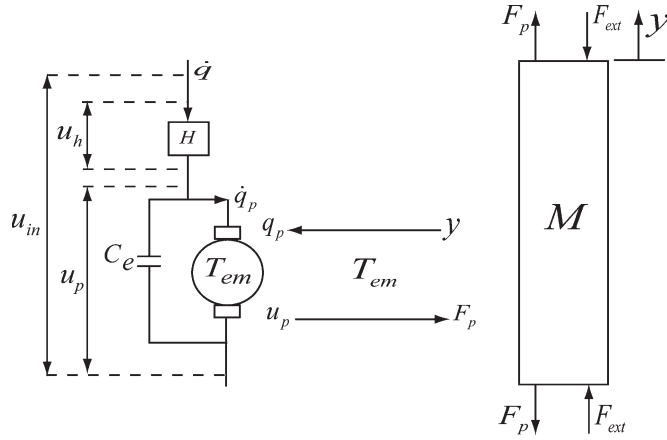 F_p F_ext y
q̇
u_h H
q̇_p
u_in q_p y
C_e T_em T_em M
u_p
u_p F_p
F_p F_ext